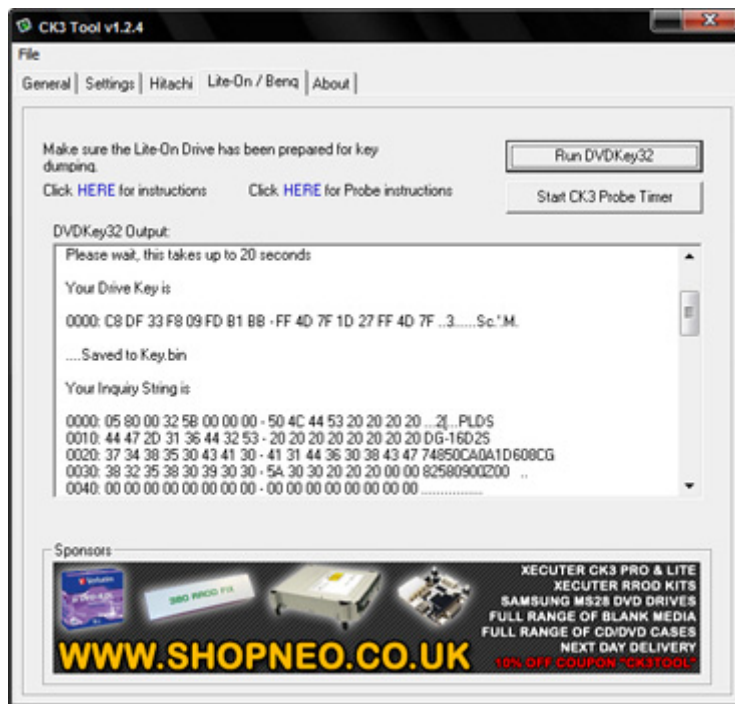 CK3 Tool v1.2.4
File
General Settings Hitachi Lite-On / Benq About
Make sure the Lite-On Drive has been prepared for key
dumping.
Run DVDKey32
Click HERE for instructions Click HERE for Probe instructions
Start CK3 Probe Timer
DVDKey32 Output:
Please wait, this takes up to 20 seconds
Your Drive Key is
0000: C8 DF 33 F8 09 FD B1 BB - FF 4D 7F 1D 27 FF 4D 7F ..3.....Sc.'.M.
....Saved to Key.bin
Your Inquiry String is
0000: 05 80 00 32 5B 00 00 00 - 50 4C 44 53 20 20 20 20 ...2[...PLDS
0010: 44 47 2D 31 36 44 32 53 - 20 20 20 20 20 20 20 20 DG-16D2S
0020: 37 34 38 35 30 43 41 30 - 41 31 44 36 30 38 43 47 74850CA0A1D608CG
0030: 38 32 35 38 30 39 30 30 - 5A 30 30 20 20 20 00 00 82580900Z00 ..
0040: 00 00 00 00 00 00 00 00 - 00 00 00 00 00 00 00 00 ................
Sponsors
Verbatim
360 RROD FIX
XECUTER CK3 PRO & LITE
XECUTER RROD KITS
SAMSUNG MS28 DVD DRIVES
FULL RANGE OF BLANK MEDIA
FULL RANGE OF CD/DVD CASES
NEXT DAY DELIVERY
10% OFF COUPON "CK3TOOL"
WWW.SHOPNEO.CO.UK